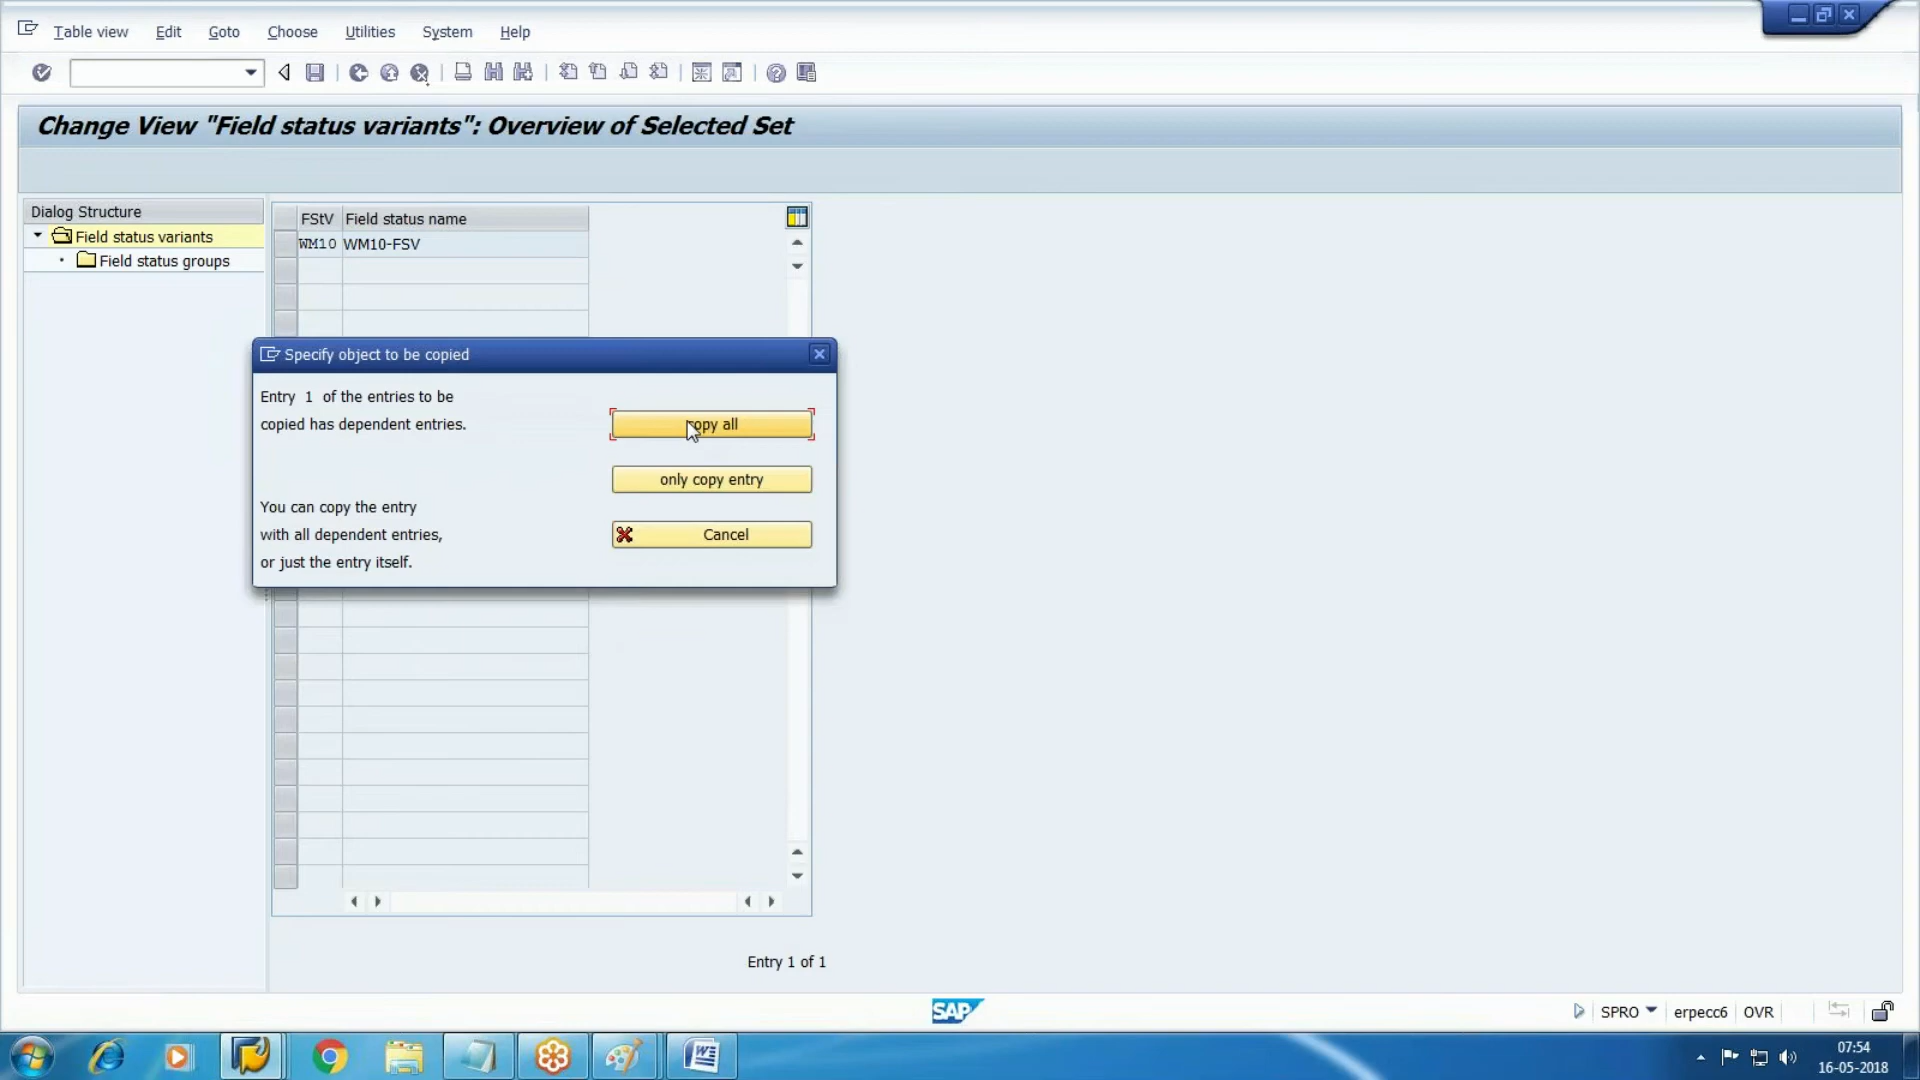 Table view Edit Goto Choose Utilities System Help
Change View "Field status variants": Overview of Selected Set
Dialog Structure
Field status variants
Field status groups
FStV Field status name
WM10 WM10-FSV
Specify object to be copied
Entry 1 of the entries to be
copied has dependent entries.
copy all
only copy entry
You can copy the entry
with all dependent entries,
or just the entry itself.
Cancel
Entry 1 of 1
SAP
SPRO erpecc6 OVR
07:54
16-05-2018